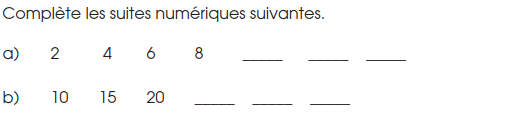 Complète les suites numériques suivantes.
a) 2 4 6 8 _____ _____ _____
b) 10 15 20 _____ _____ _____